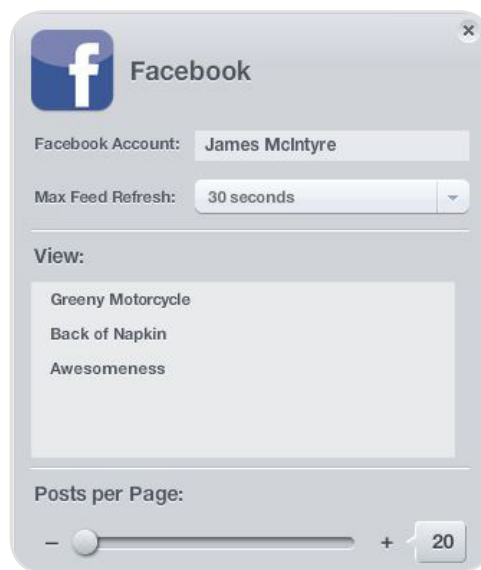 f Facebook
Facebook Account: James McIntyre
Max Feed Refresh: 30 seconds
View:
Greeny Motorcycle
Back of Napkin
Awesomeness
Posts per Page:
– + 20